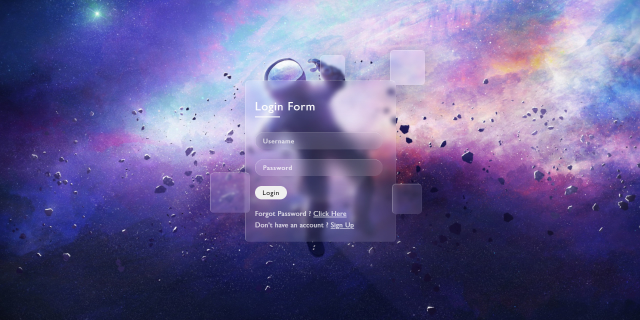 Login Form
Username
Password
Login
Forgot Password ? Click Here
Don't have an account ? Sign Up